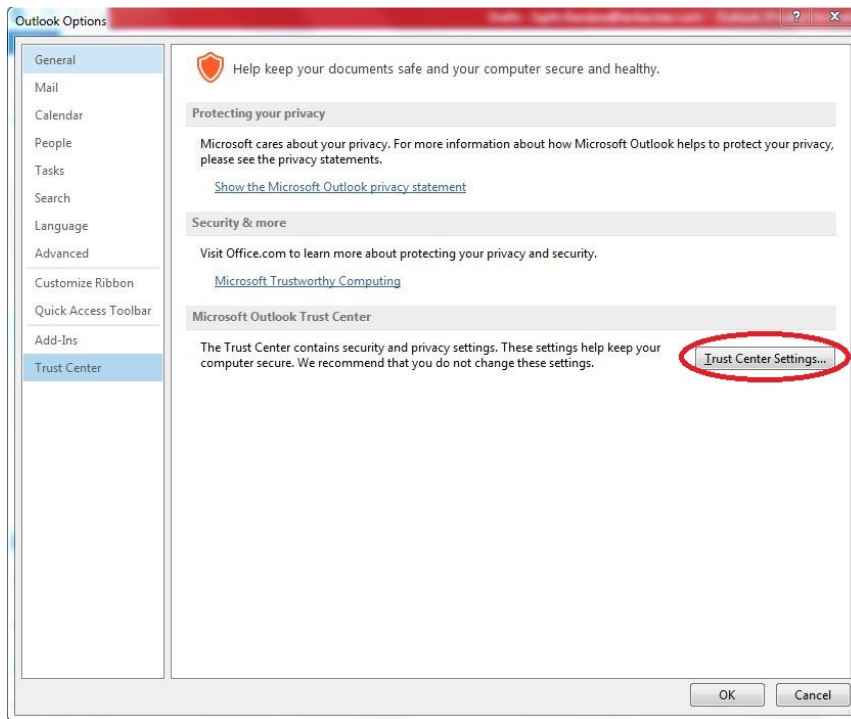 Outlook Options
General
Mail
Calendar
People
Tasks
Search
Language
Advanced
Customize Ribbon
Quick Access Toolbar
Add-Ins
Trust Center
Help keep your documents safe and your computer secure and healthy.
Protecting your privacy
Microsoft cares about your privacy. For more information about how Microsoft Outlook helps to protect your privacy,
please see the privacy statements.
Show the Microsoft Outlook privacy statement
Security & more
Visit Office.com to learn more about protecting your privacy and security.
Microsoft Trustworthy Computing
Microsoft Outlook Trust Center
The Trust Center contains security and privacy settings. These settings help keep your
computer secure. We recommend that you do not change these settings.
Trust Center Settings...
OK
Cancel